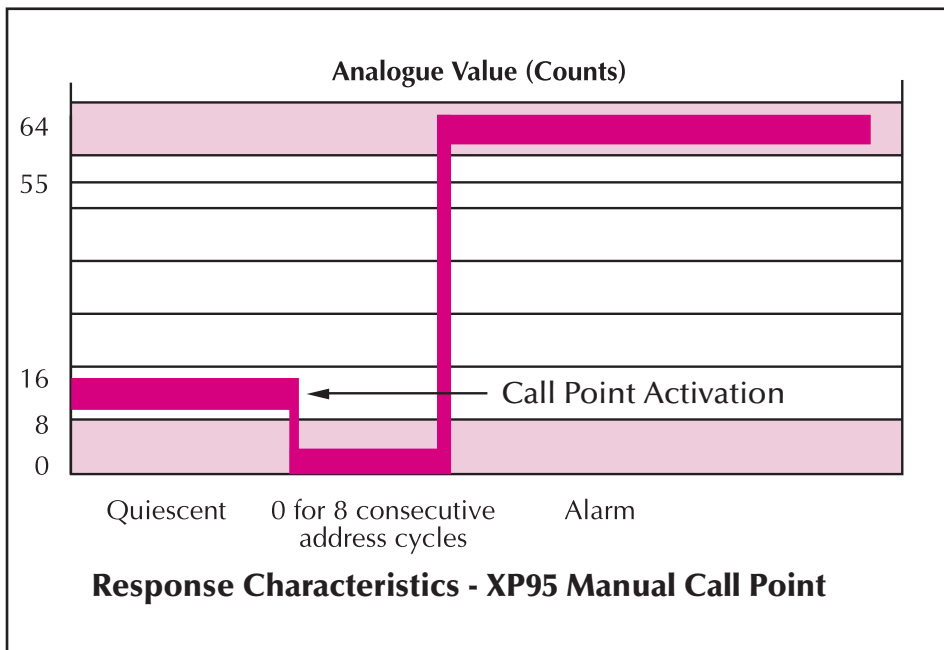 Analogue Value (Counts)
64
55
16
Call Point Activation
8
0
Quiescent
0 for 8 consecutive
address cycles
Alarm
Response Characteristics - XP95 Manual Call Point